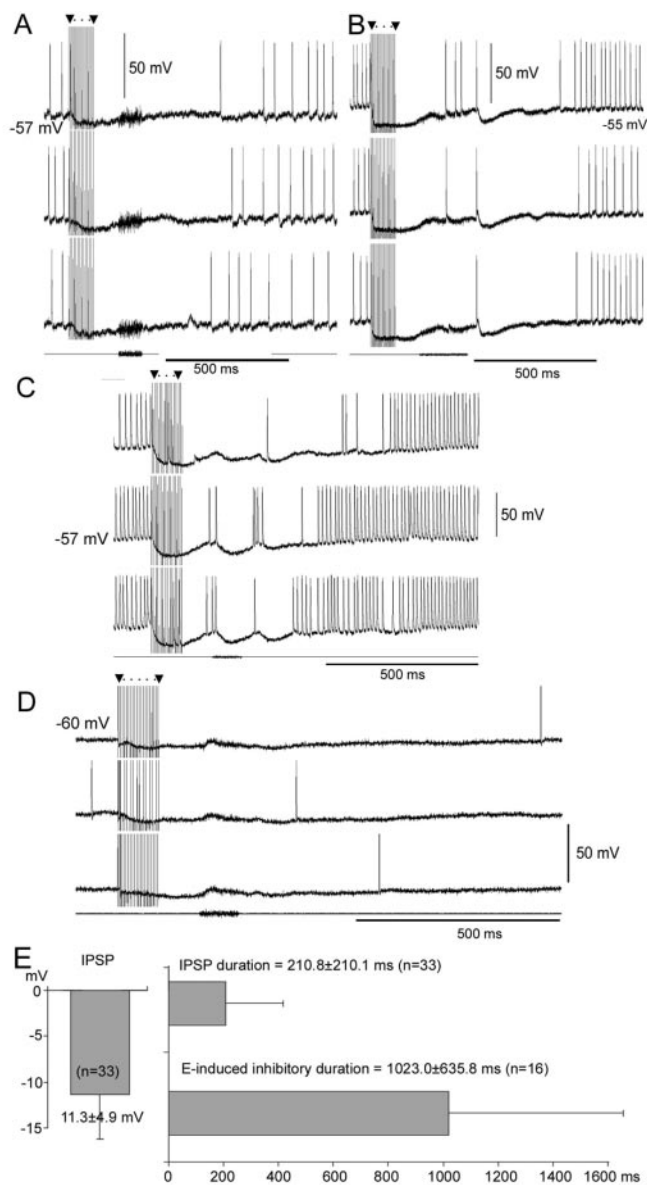 A
B
50 mV
50 mV
-57 mV
-55 mV
500 ms
500 ms
C
-57 mV
50 mV
500 ms
D
-60 mV
50 mV
500 ms
E
IPSP
mV
IPSP duration = 210.8±210.1 ms (n=33)
0
-5
(n=33)
E-induced inhibitory duration = 1023.0±635.8 ms (n=16)
-10
11.3±4.9 mV
-15
0 200 400 600 800 1000 1200 1400 1600 ms